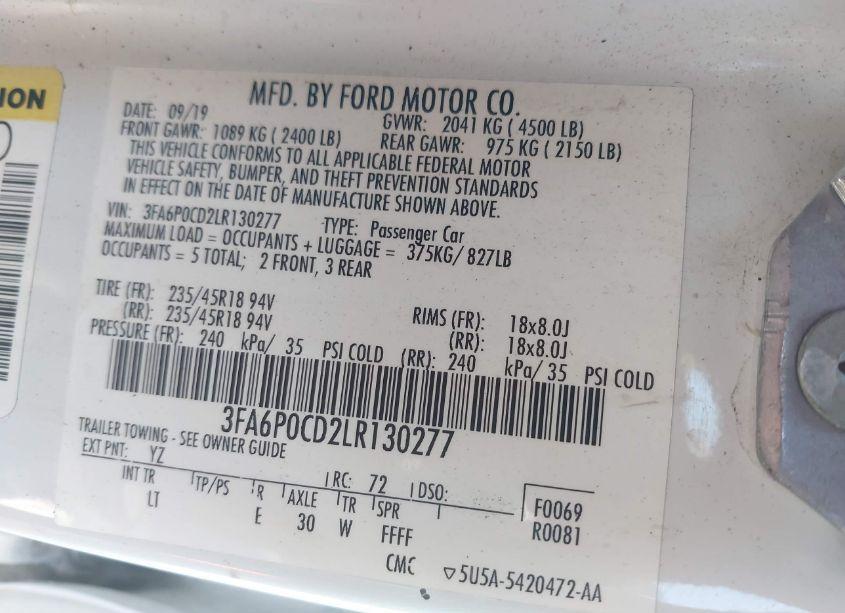 ION
MFD. BY FORD MOTOR CO.
DATE: 09/19 GVWR: 2041 KG ( 4500 LB)
FRONT GAWR: 1089 KG ( 2400 LB) REAR GAWR: 975 KG ( 2150 LB)
THIS VEHICLE CONFORMS TO ALL APPLICABLE FEDERAL MOTOR
VEHICLE SAFETY, BUMPER, AND THEFT PREVENTION STANDARDS
IN EFFECT ON THE DATE OF MANUFACTURE SHOWN ABOVE.
VIN: 3FA6P0CD2LR130277 TYPE: Passenger Car
MAXIMUM LOAD = OCCUPANTS + LUGGAGE = 375KG/ 827LB
OCCUPANTS = 5 TOTAL; 2 FRONT, 3 REAR
TIRE (FR): 235/45R18 94V RIMS (FR): 18x8.0J
(RR): 235/45R18 94V (RR): 18x8.0J
PRESSURE (FR): 240 kPa/ 35 PSI COLD (RR): 240 kPa/ 35 PSI COLD
3FA6P0CD2LR130277
TRAILER TOWING - SEE OWNER GUIDE
EXT PNT: YZ RC: 72 DSO: F0069
INT TR TP/PS R AXLE TR SPR R0081
LT E 30 W FFFF
CMC ▽5U5A-5420472-AA